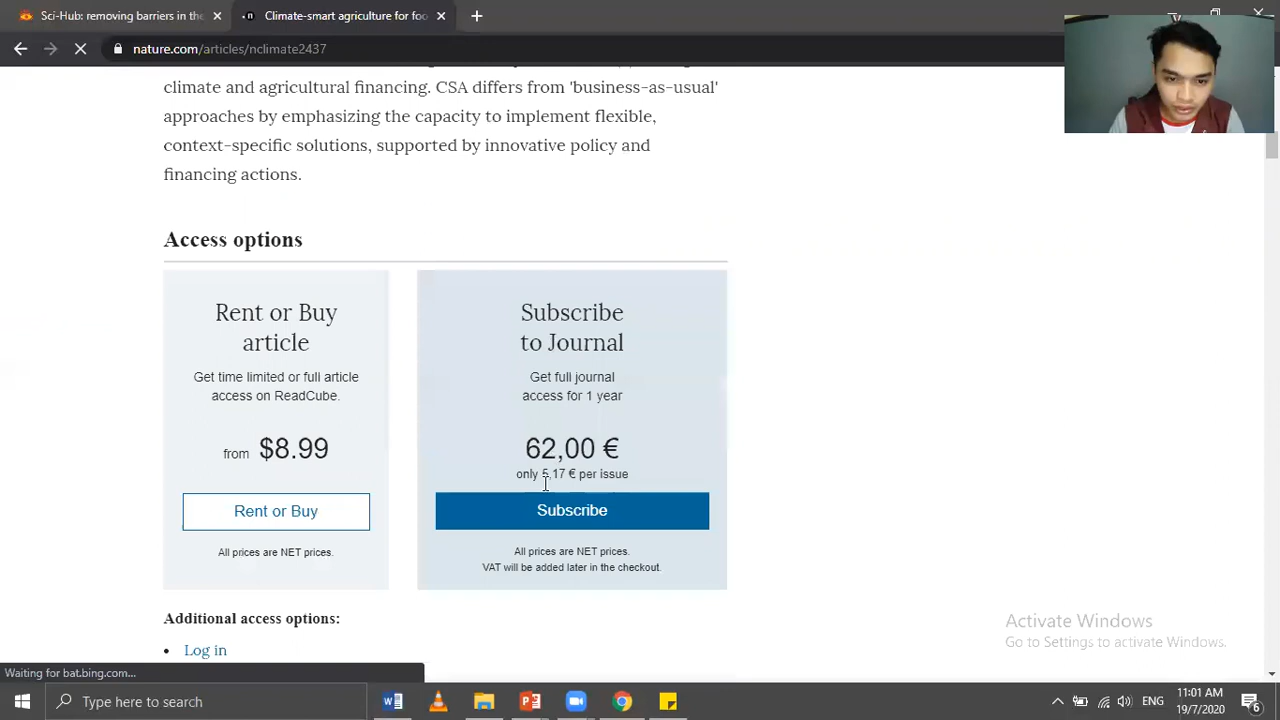 Sci-Hub: removing barriers in the
Climate-smart agriculture for foo
nature.com/articles/nclimate2437
climate and agricultural financing. CSA differs from 'business-as-usual'
approaches by emphasizing the capacity to implement flexible,
context-specific solutions, supported by innovative policy and
financing actions.
Access options
Rent or Buy
article
Get time limited or full article
access on ReadCube.
from $8.99
Rent or Buy
All prices are NET prices.
Subscribe
to Journal
Get full journal
access for 1 year
62,00 €
only 5,17 € per issue
Subscribe
All prices are NET prices.
VAT will be added later in the checkout.
Additional access options:
• Log in
Activate Windows
Go to Settings to activate Windows.
Waiting for bat.bing.com...
Type here to search
ENG
11:01 AM
19/7/2020
6